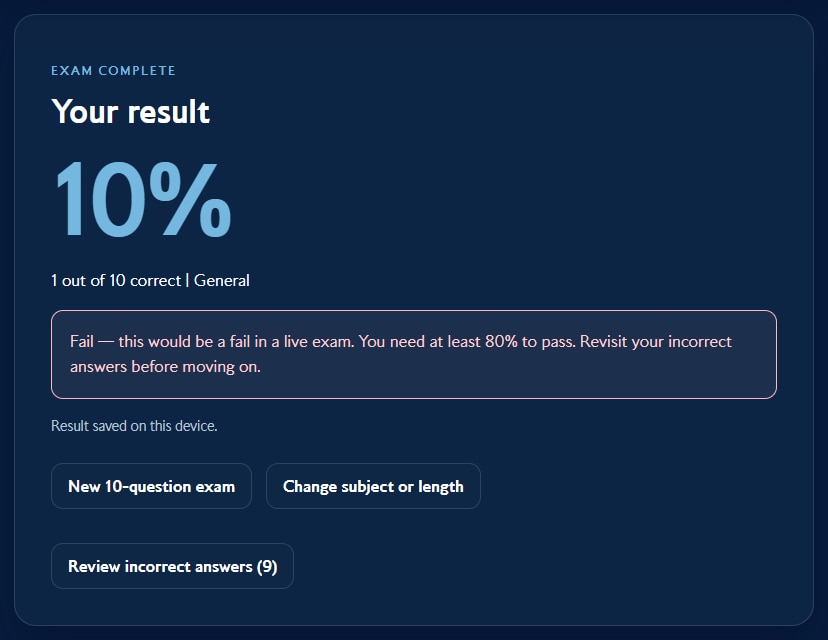 EXAM COMPLETE
Your result
10%
1 out of 10 correct | General
Fail — this would be a fail in a live exam. You need at least 80% to pass. Revisit your incorrect
answers before moving on.
Result saved on this device.
New 10-question exam
Change subject or length
Review incorrect answers (9)